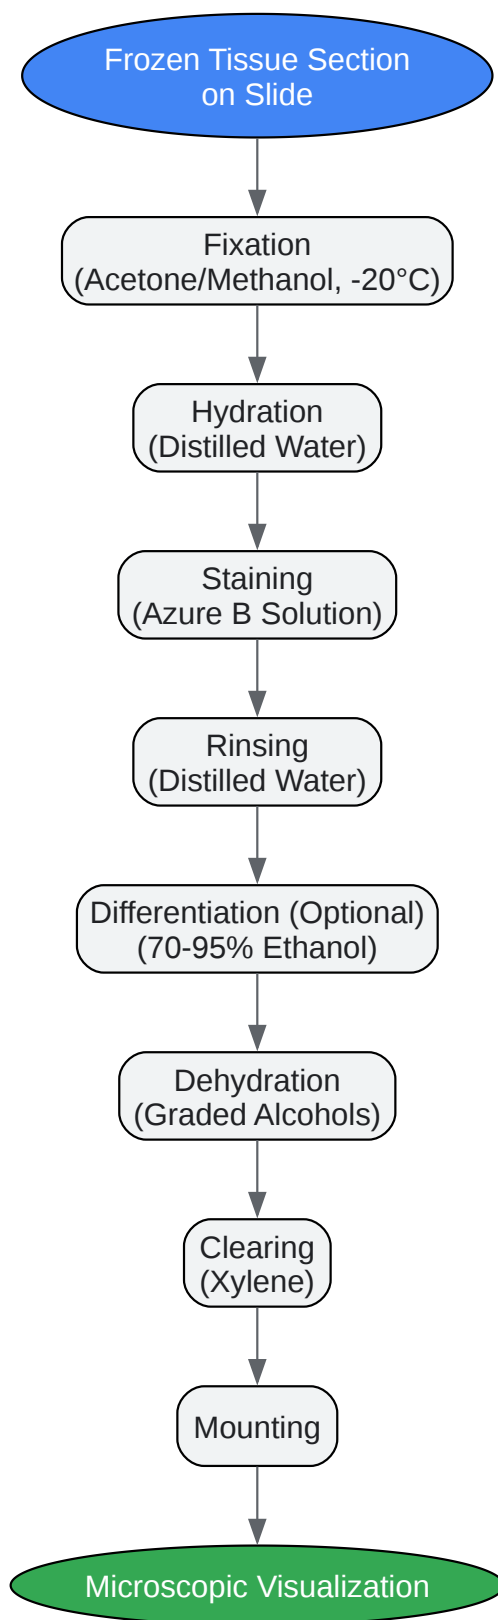 Frozen Tissue Section
on Slide
Fixation
(Acetone/Methanol, -20°C)
Hydration
(Distilled Water)
Staining
(Azure B Solution)
Rinsing
(Distilled Water)
Differentiation (Optional)
(70-95% Ethanol)
Dehydration
(Graded Alcohols)
Clearing
(Xylene)
Mounting
Microscopic Visualization